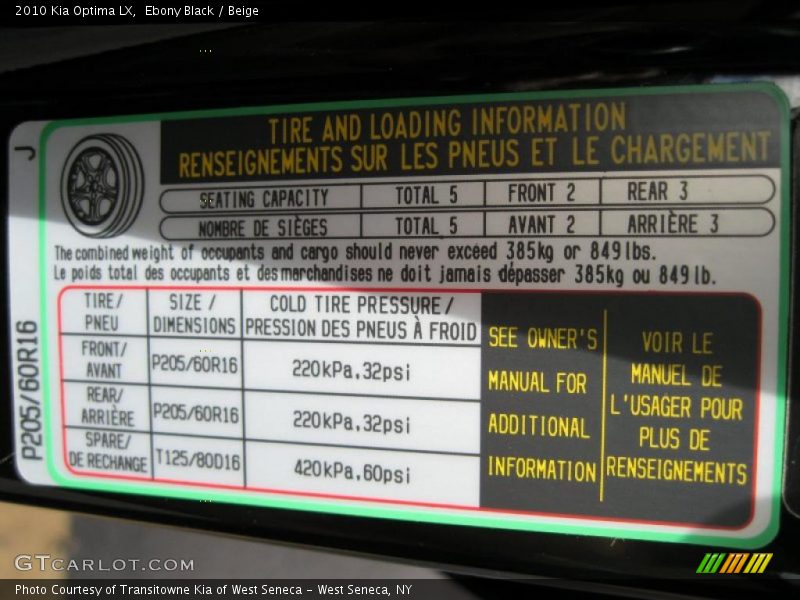 2010 Kia Optima LX, Ebony Black / Beige
J
TIRE AND LOADING INFORMATION
RENSEIGNEMENTS SUR LES PNEUS ET LE CHARGEMENT
SEATING CAPACITY TOTAL 5 FRONT 2 REAR 3
NOMBRE DE SIÈGES TOTAL 5 AVANT 2 ARRIÈRE 3
The combined weight of occupants and cargo should never exceed 385kg or 849lbs.
Le poids total des occupants et des marchandises ne doit jamais dépasser 385kg ou 849lb.
P205/60R16
TIRE/
PNEU
SIZE /
DIMENSIONS
COLD TIRE PRESSURE/
PRESSION DES PNEUS À FROID
FRONT/
AVANT
P205/60R16
220kPa.32psi
REAR/
ARRIÈRE
P205/60R16
220kPa.32psi
SPARE/
DE RECHANGE
T125/80D16
420kPa.60psi
SEE OWNER'S
MANUAL FOR
ADDITIONAL
INFORMATION
VOIR LE
MANUEL DE
L'USAGER POUR
PLUS DE
RENSEIGNEMENTS
GTCARLOT.COM
Photo Courtesy of Transitowne Kia of West Seneca - West Seneca, NY